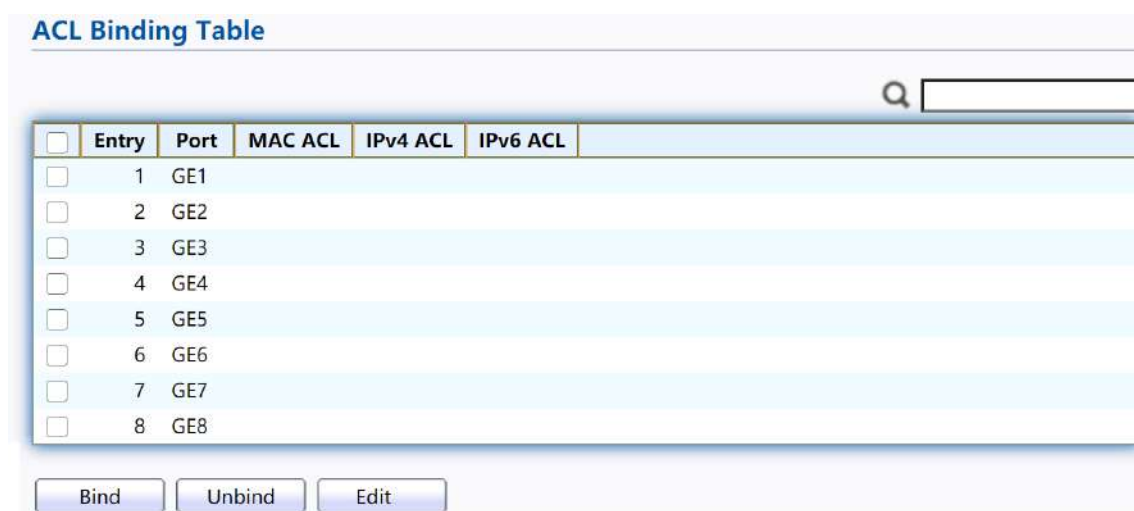 ACL Binding Table
Entry Port MAC ACL IPv4 ACL IPv6 ACL
1 GE1
2 GE2
3 GE3
4 GE4
5 GE5
6 GE6
7 GE7
8 GE8
Bind Unbind Edit